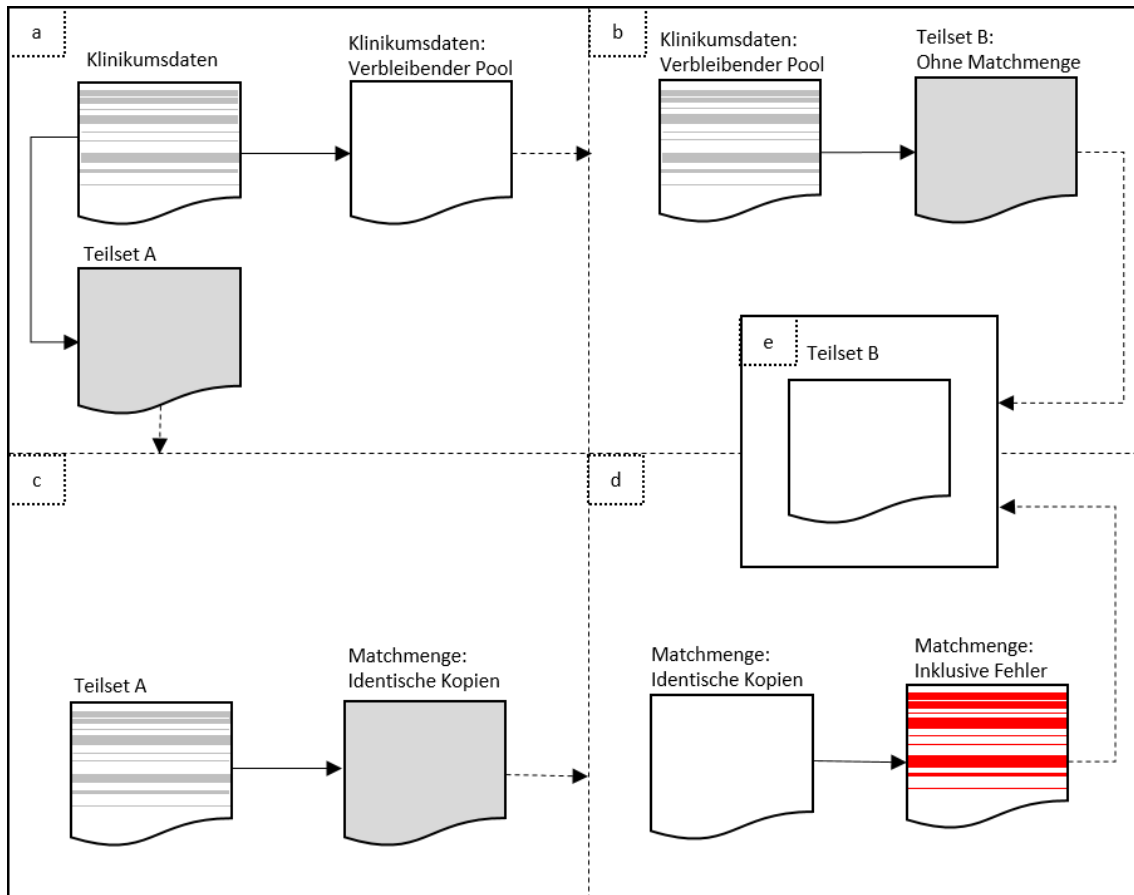 a
Klinikumsdaten
Klinikumsdaten:
Verbleibender Pool
Teilset A
b
Klinikumsdaten:
Verbleibender Pool
Teilset B:
Ohne Matchmenge
e
Teilset B
c
Teilset A
Matchmenge:
Identische Kopien
d
Matchmenge:
Identische Kopien
Matchmenge:
Inklusive Fehler